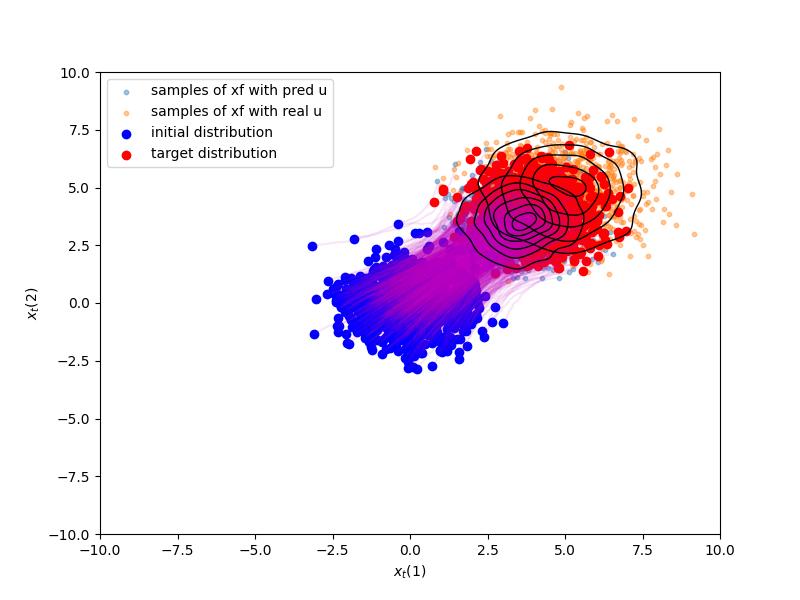 samples of xf with pred u
samples of xf with real u
initial distribution
target distribution
10.0
7.5
5.0
2.5
0.0
−2.5
−5.0
−7.5
−10.0
xₜ(2)
−10.0 −7.5 −5.0 −2.5 0.0 2.5 5.0 7.5 10.0
xₜ(1)